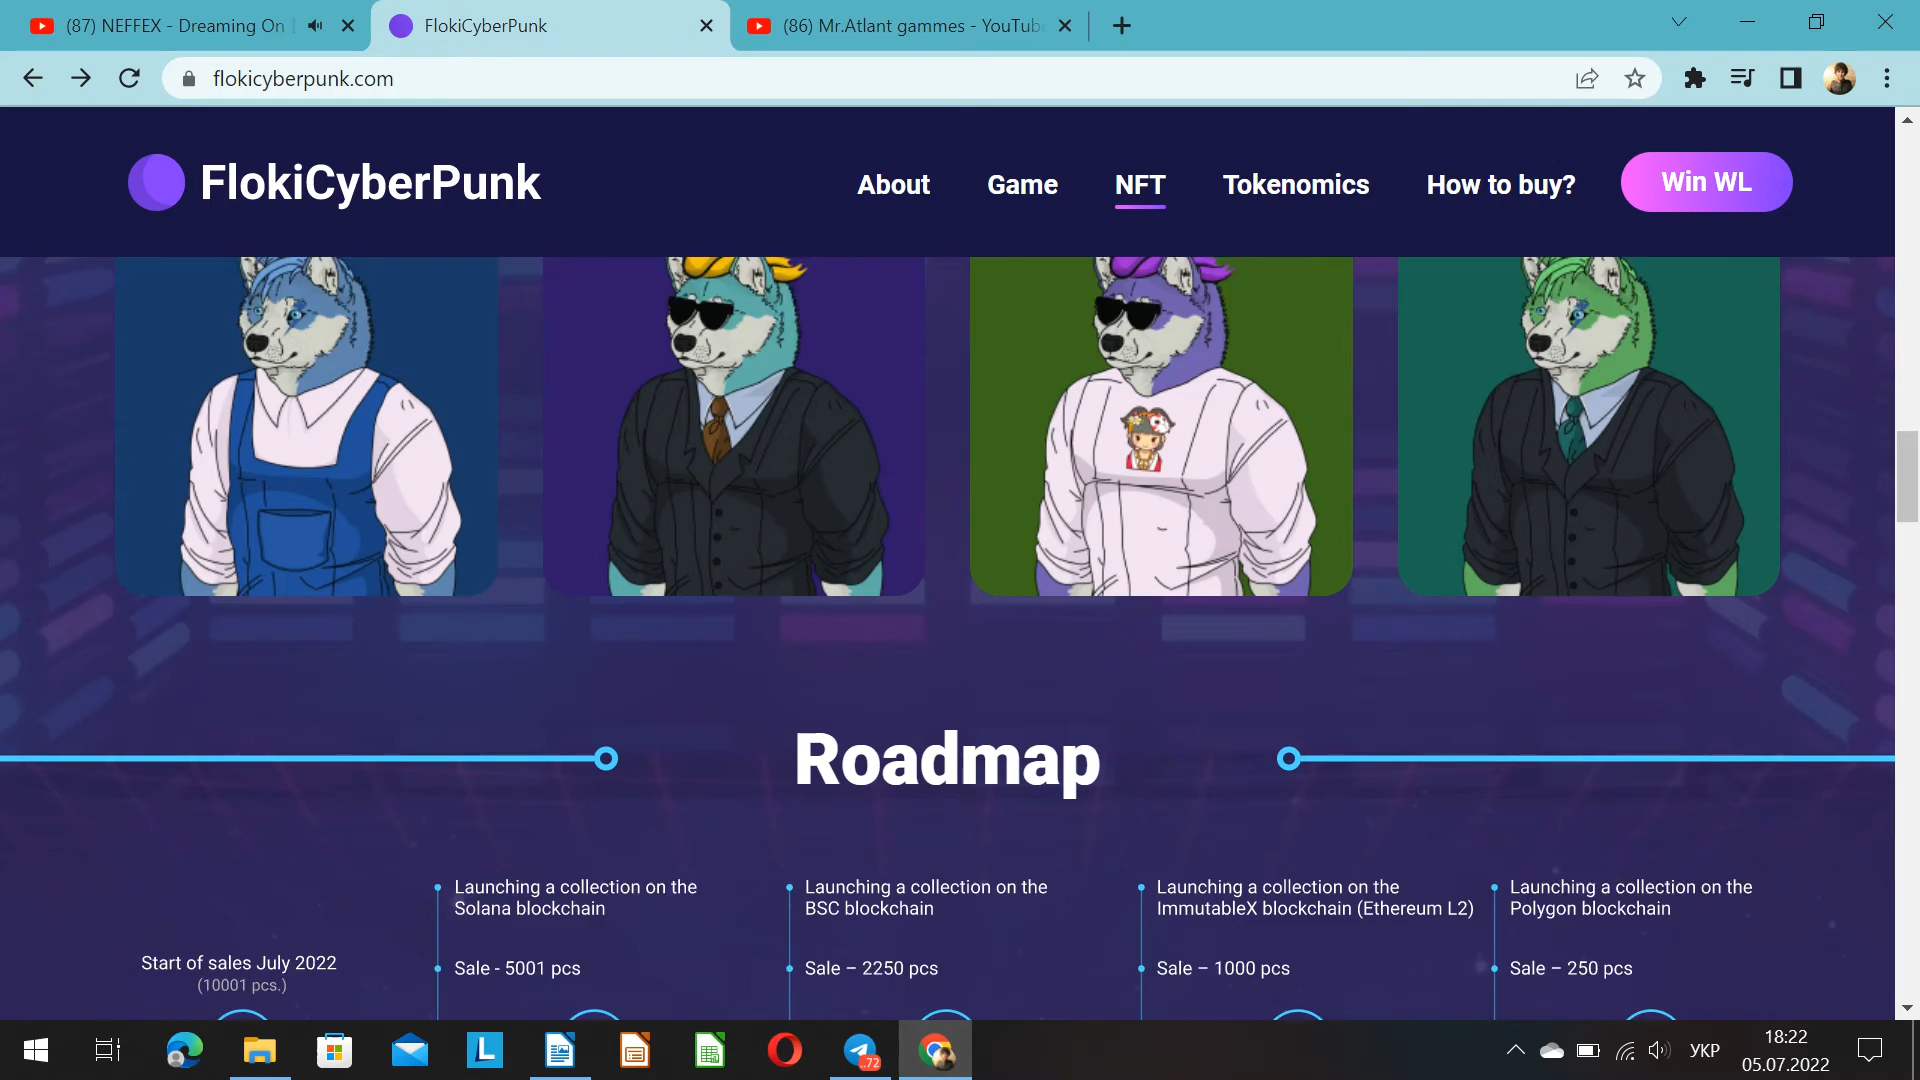 (87) NEFFEX - Dreaming On
FlokiCyberPunk
(86) Mr.Atlant gammes - YouTub
flokicyberpunk.com
FlokiCyberPunk
About
Game
NFT
Tokenomics
How to buy?
Win WL
Roadmap
Start of sales July 2022
(10001 pcs.)
Launching a collection on the
Solana blockchain
Sale - 5001 pcs
Launching a collection on the
BSC blockchain
Sale – 2250 pcs
Launching a collection on the
ImmutableX blockchain (Ethereum L2)
Sale – 1000 pcs
Launching a collection on the
Polygon blockchain
Sale – 250 pcs
L
..72
УКР
18:22
05.07.2022